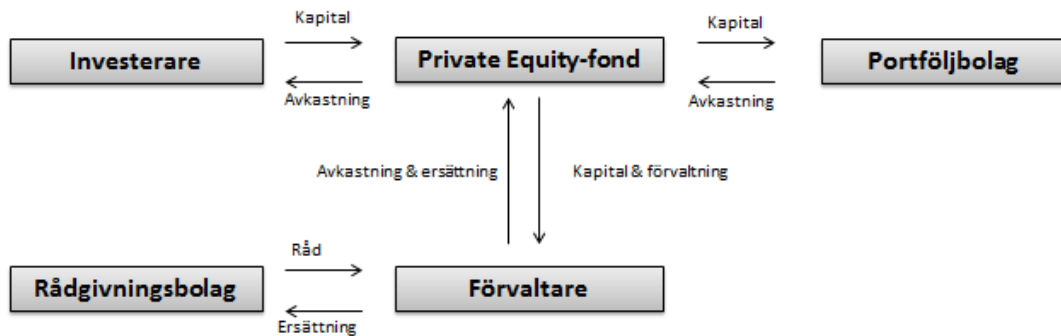 Kapital
Kapital
Investerare
Private Equity-fond
Portföljbolag
Avkastning
Avkastning
Avkastning & ersättning
Kapital & förvaltning
Råd
Rådgivningsbolag
Förvaltare
Ersättning